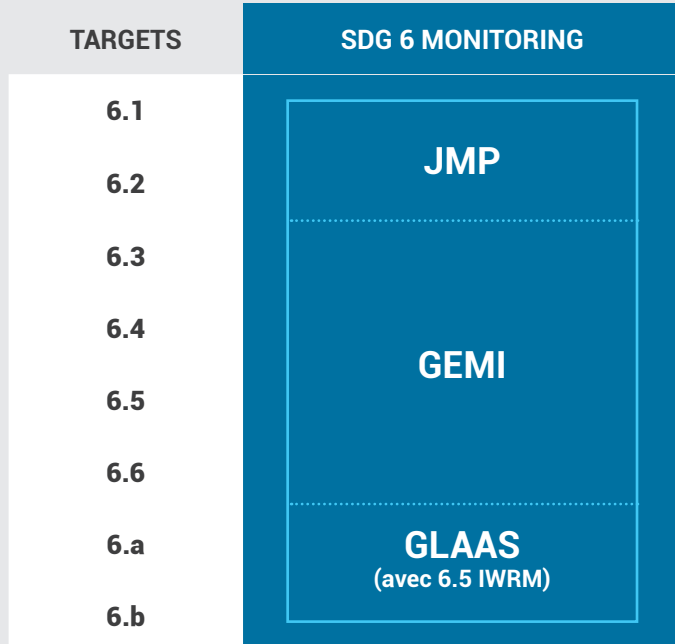 TARGETS SDG 6 MONITORING
6.1
JMP
6.2
6.3
6.4
GEMI
6.5
6.6
6.a GLAAS
(avec 6.5 IWRM)
6.b